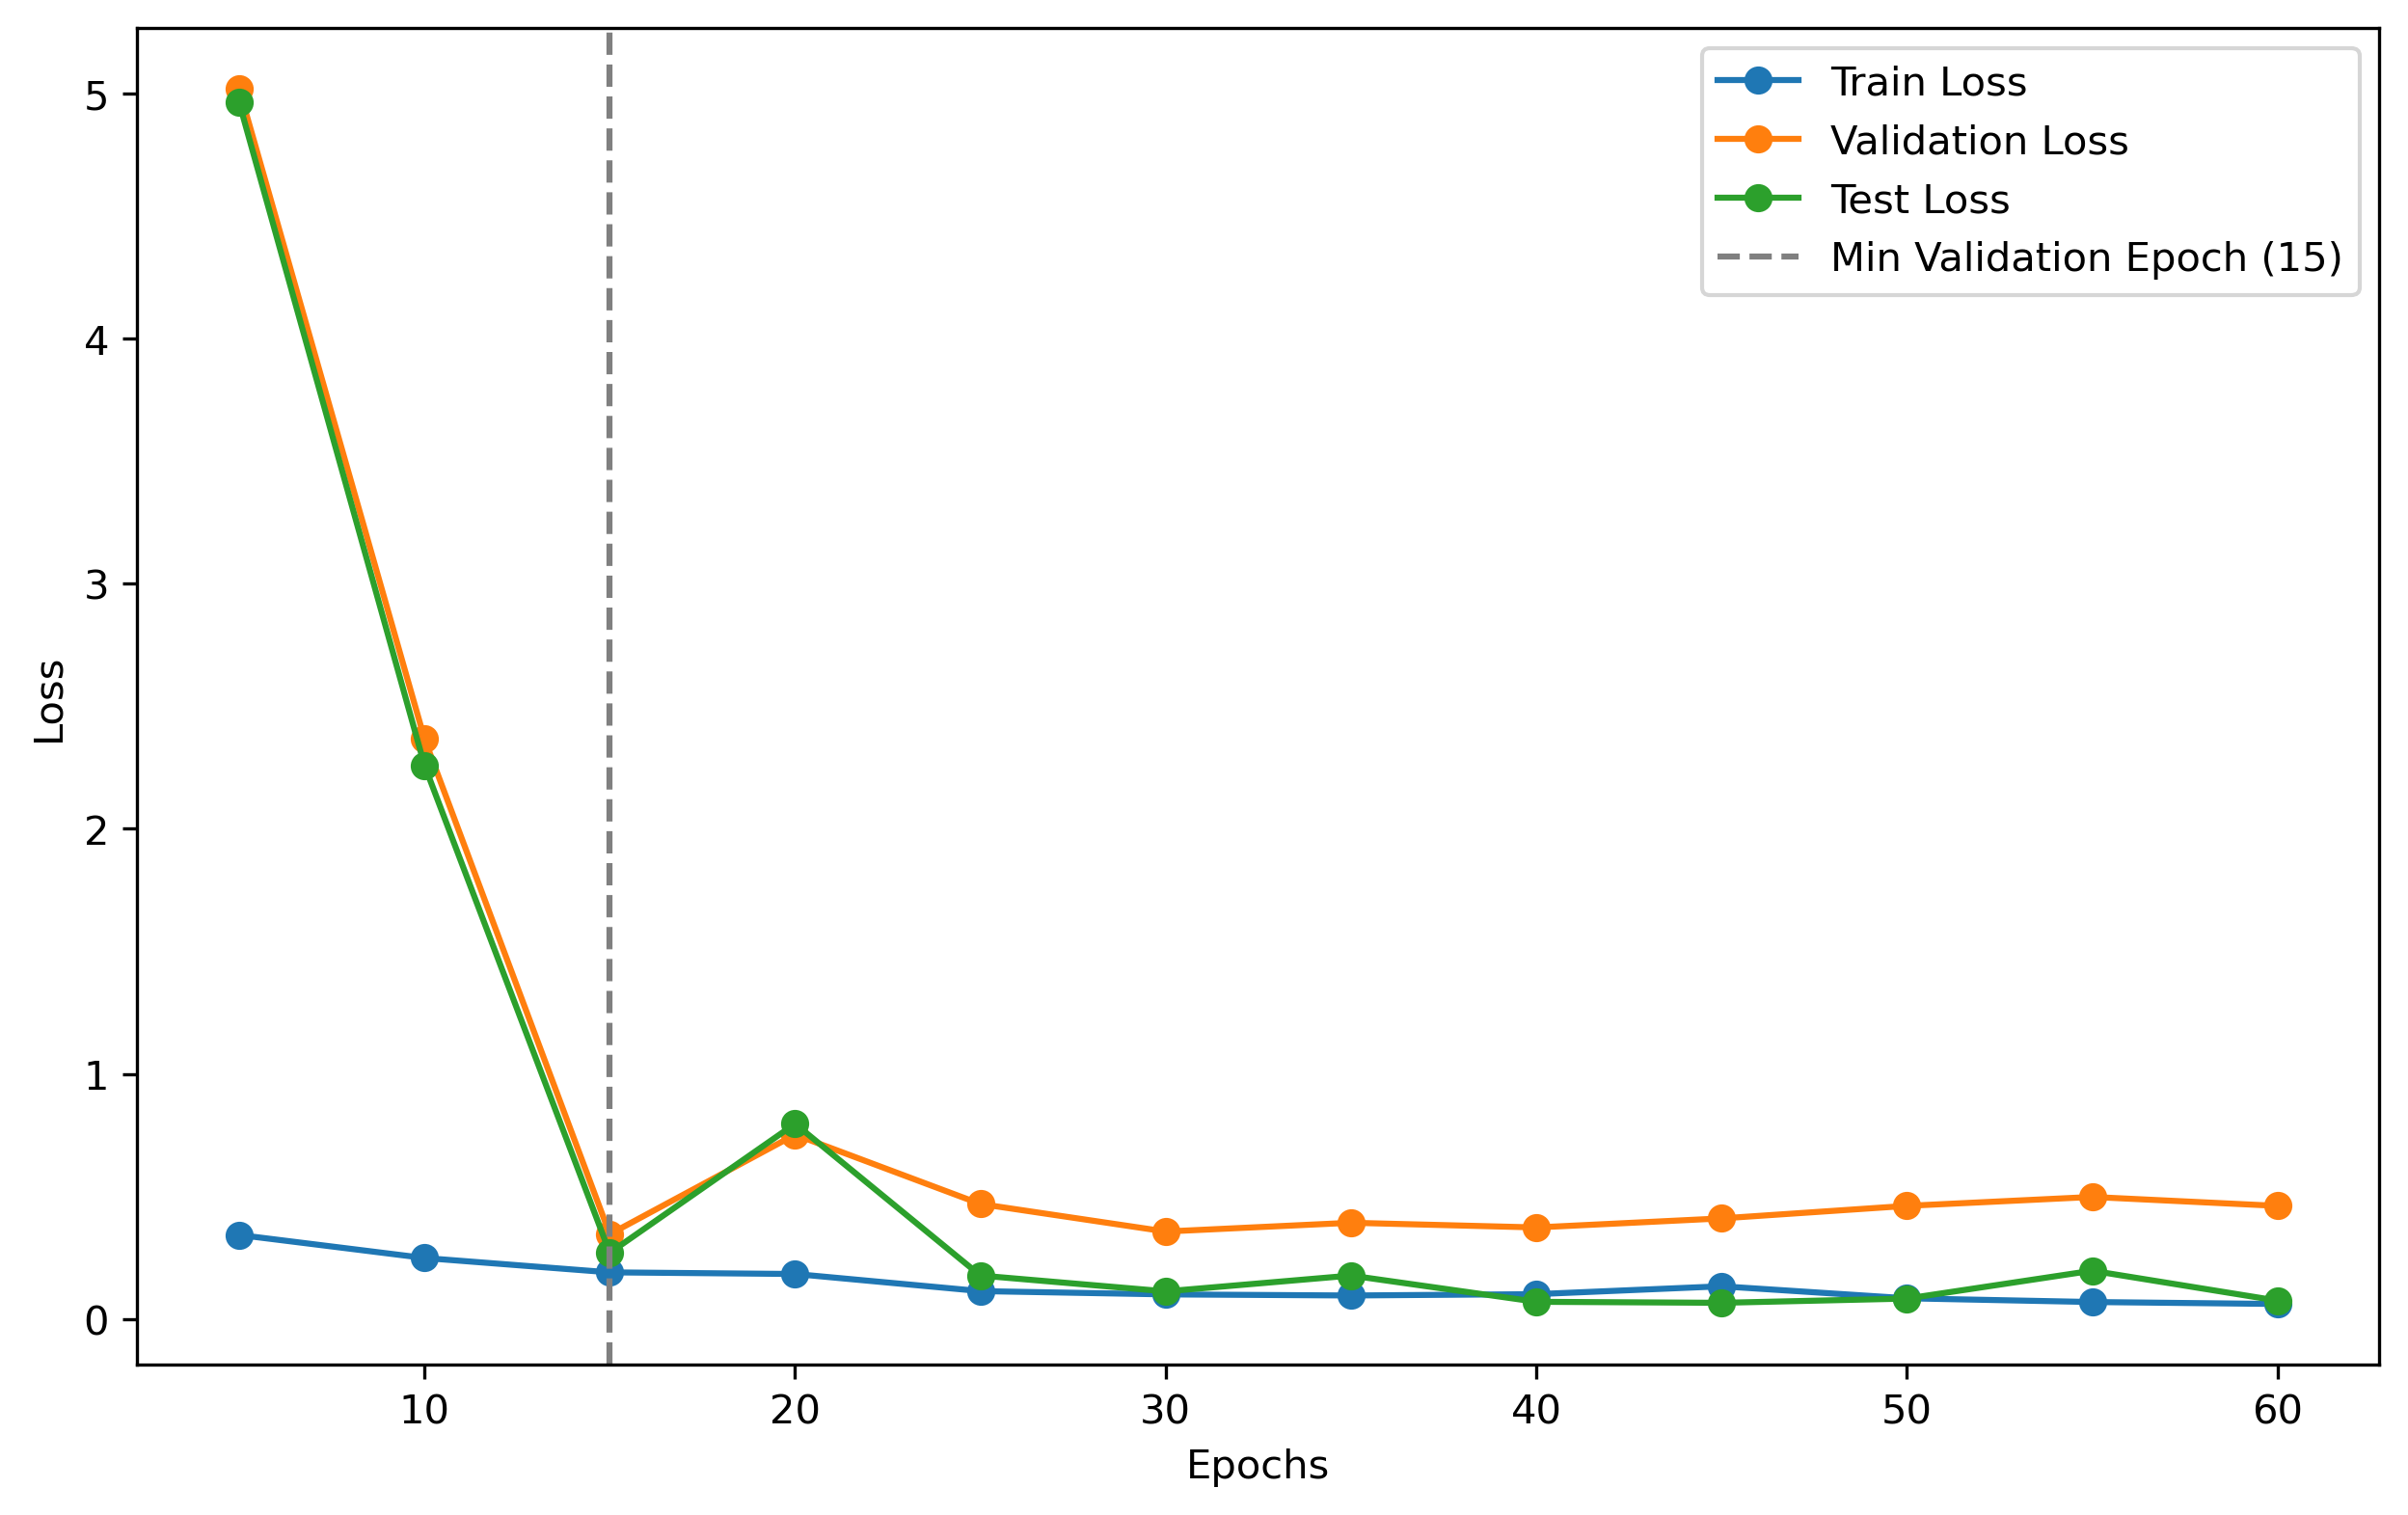 Train Loss
Validation Loss
Test Loss
Min Validation Epoch (15)
5
4
3
2
1
0
Loss
10 20 30 40 50 60
Epochs